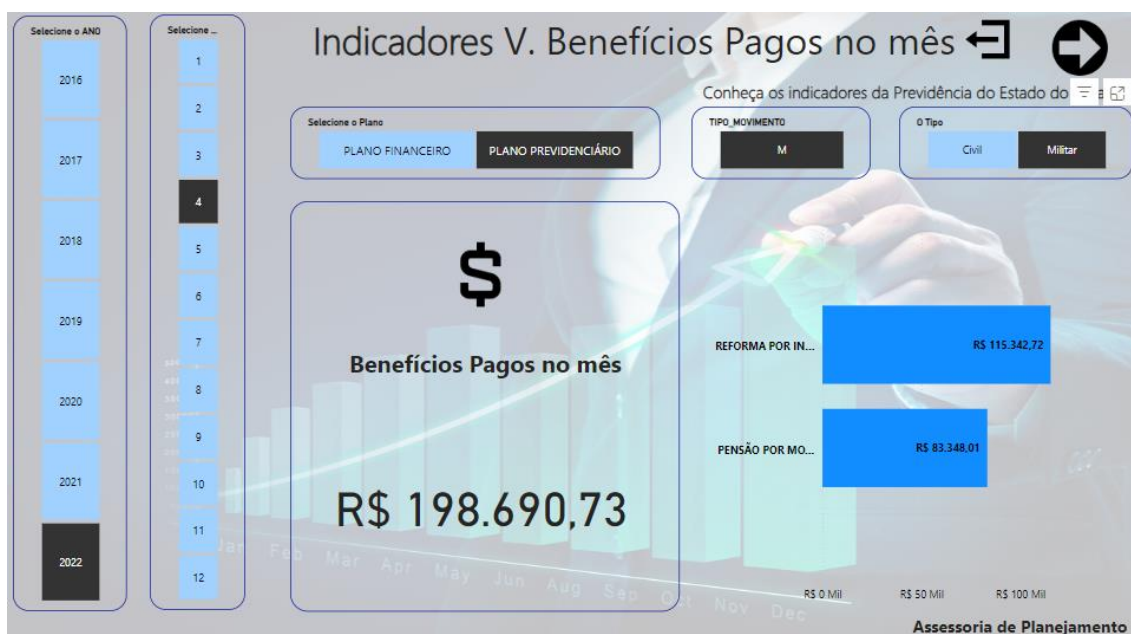 Selecione o ANO
2016
2017
2018
2019
2020
2021
2022
Selecione ...
1
2
3
4
5
6
7
8
9
10
11
12
Indicadores V. Benefícios Pagos no mês
Conheça os indicadores da Previdência do Estado do
Selecione o Plano
PLANO FINANCEIRO PLANO PREVIDENCIÁRIO
TIPO_MOVIMENTO
M
O Tipo
Civil Militar
$
Benefícios Pagos no mês
R$ 198.690,73
REFORMA POR IN... R$ 115.342,72
PENSÃO POR MO... R$ 83.348,01
R$ 0 Mil R$ 50 Mil R$ 100 Mil
Jan Feb Mar Apr May Jun Aug Sep Oct Nov Dec
Assessoria de Planejamento